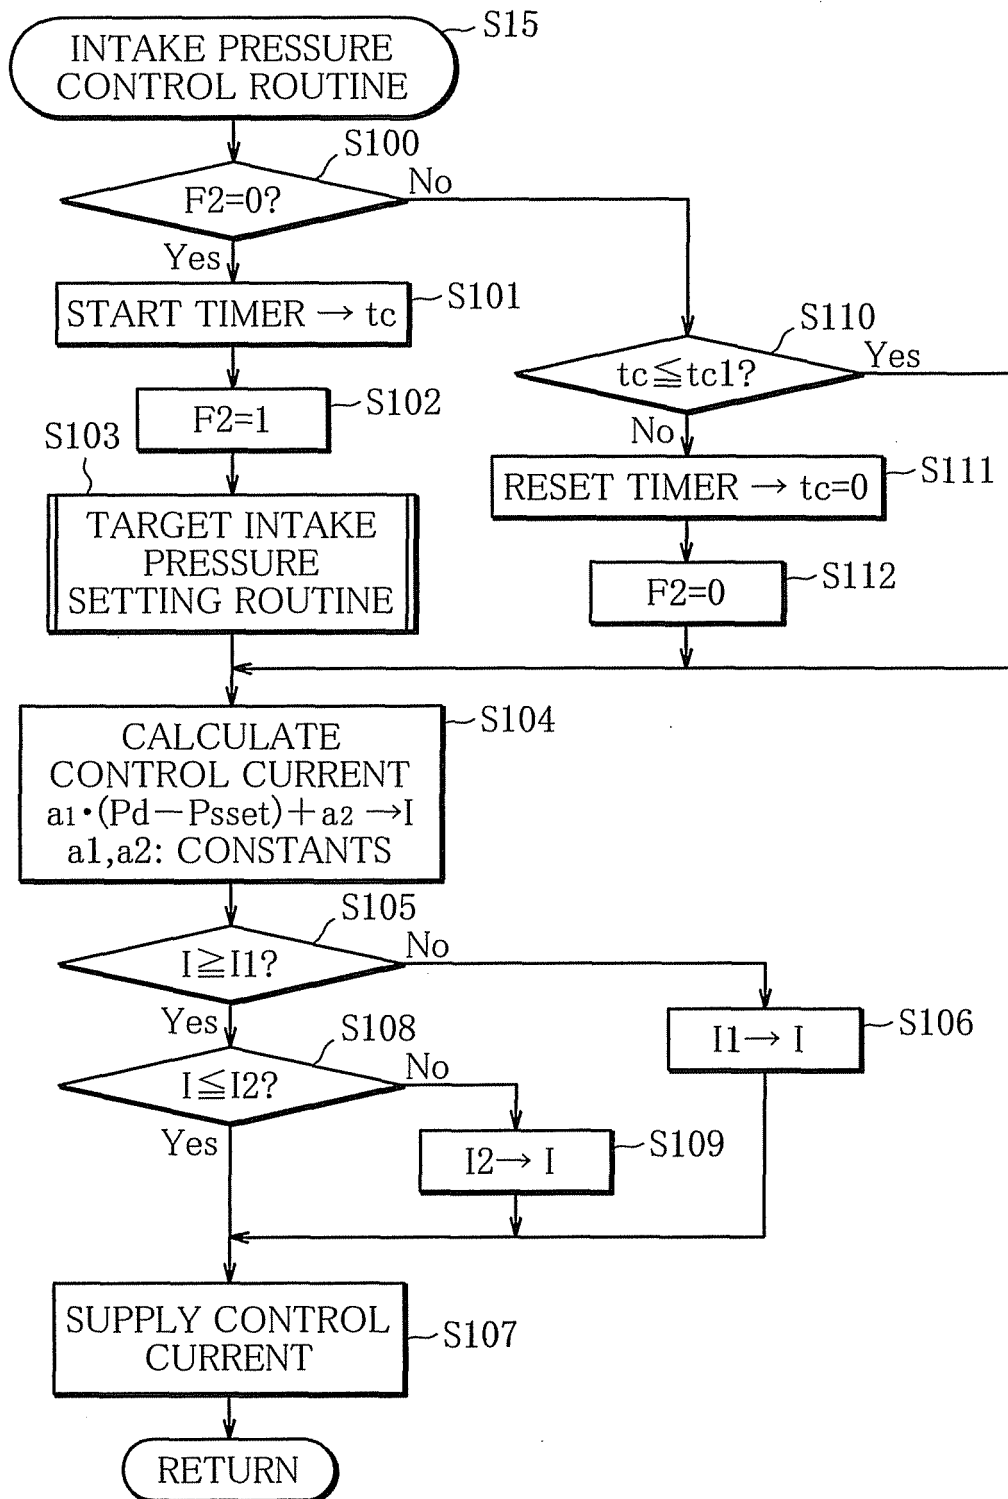 INTAKE PRESSURE
CONTROL ROUTINE
S15
S100
F2=0?
No
Yes
START TIMER → tc
S101
S110
tc≦tc1?
Yes
F2=1
S102
No
S103
RESET TIMER → tc=0
S111
TARGET INTAKE
PRESSURE
SETTING ROUTINE
F2=0
S112
CALCULATE
CONTROL CURRENT
a1·(Pd−Psset)+a2 →I
a1,a2: CONSTANTS
S104
S105
I≧I1?
No
Yes
I1→ I
S106
S108
I≦I2?
No
Yes
I2→ I
S109
SUPPLY CONTROL
CURRENT
S107
RETURN